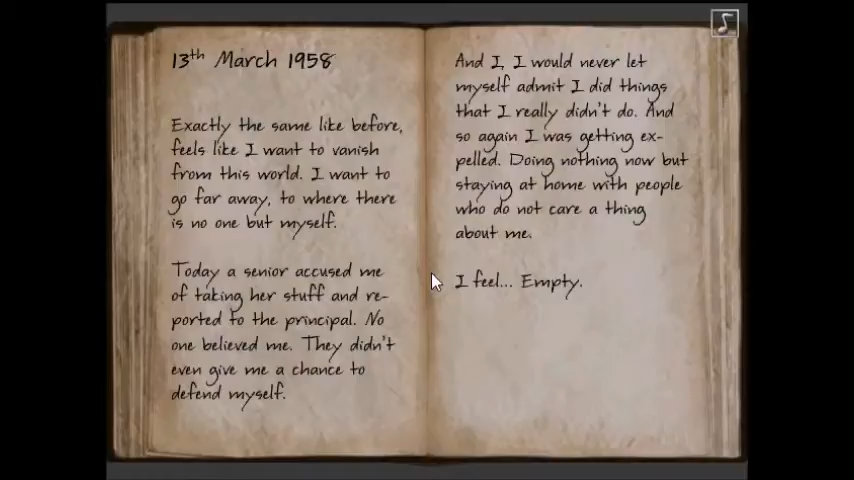 13th March 1958
Exactly the same like before,
feels like I want to vanish
from this world. I want to
go far away, to where there
is no one but myself.
Today a senior accused me
of taking her stuff and re-
ported to the principal. No
one believed me. They didn't
even give me a chance to
defend myself.
And I, I would never let
myself admit I did things
that I really didn't do. And
so again I was getting ex-
pelled. Doing nothing now but
staying at home with people
who do not care a thing
about me.
I feel... Empty.